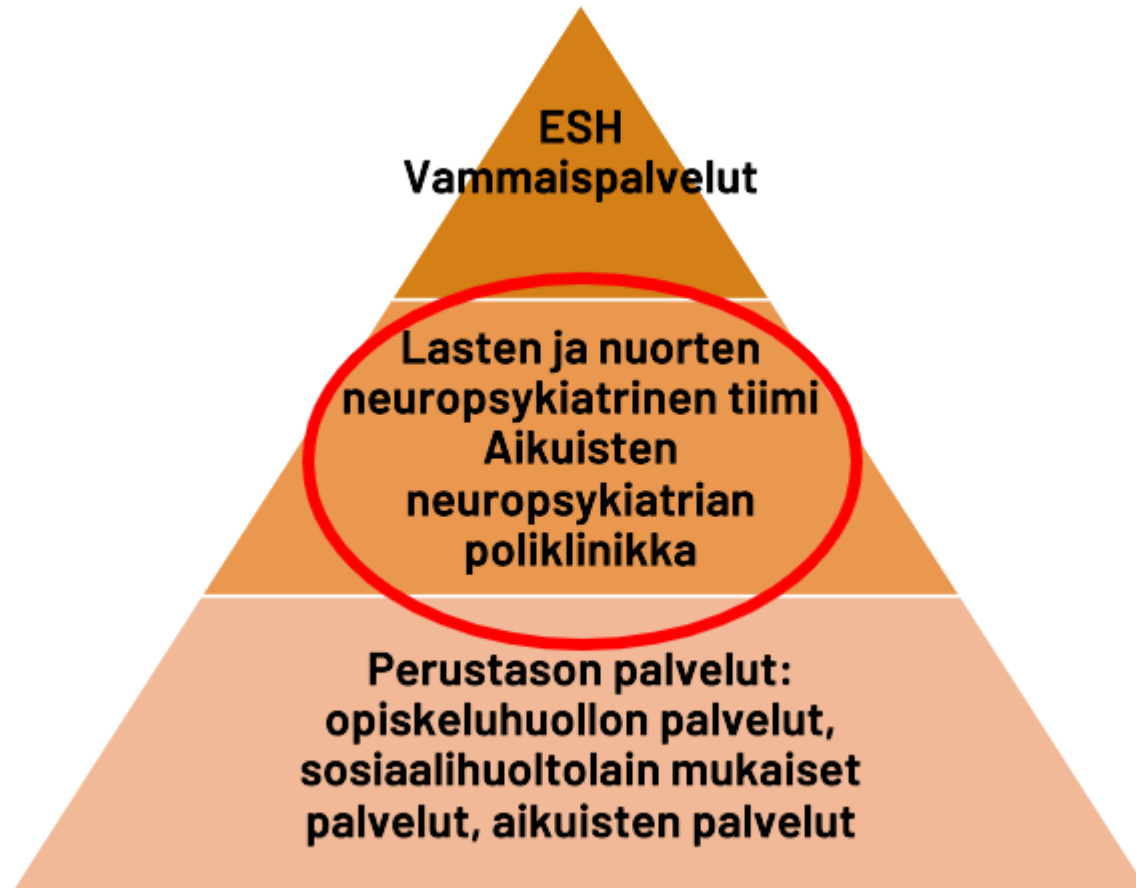 ESH
Vammaispalvelut
Lasten ja nuorten
neuropsykiatrinen tiimi
Aikuisten
neuropsykiatrian
poliklinikka
Perustason palvelut:
opiskeluhuollon palvelut,
sosiaalihuoltolain mukaiset
palvelut, aikuisten palvelut